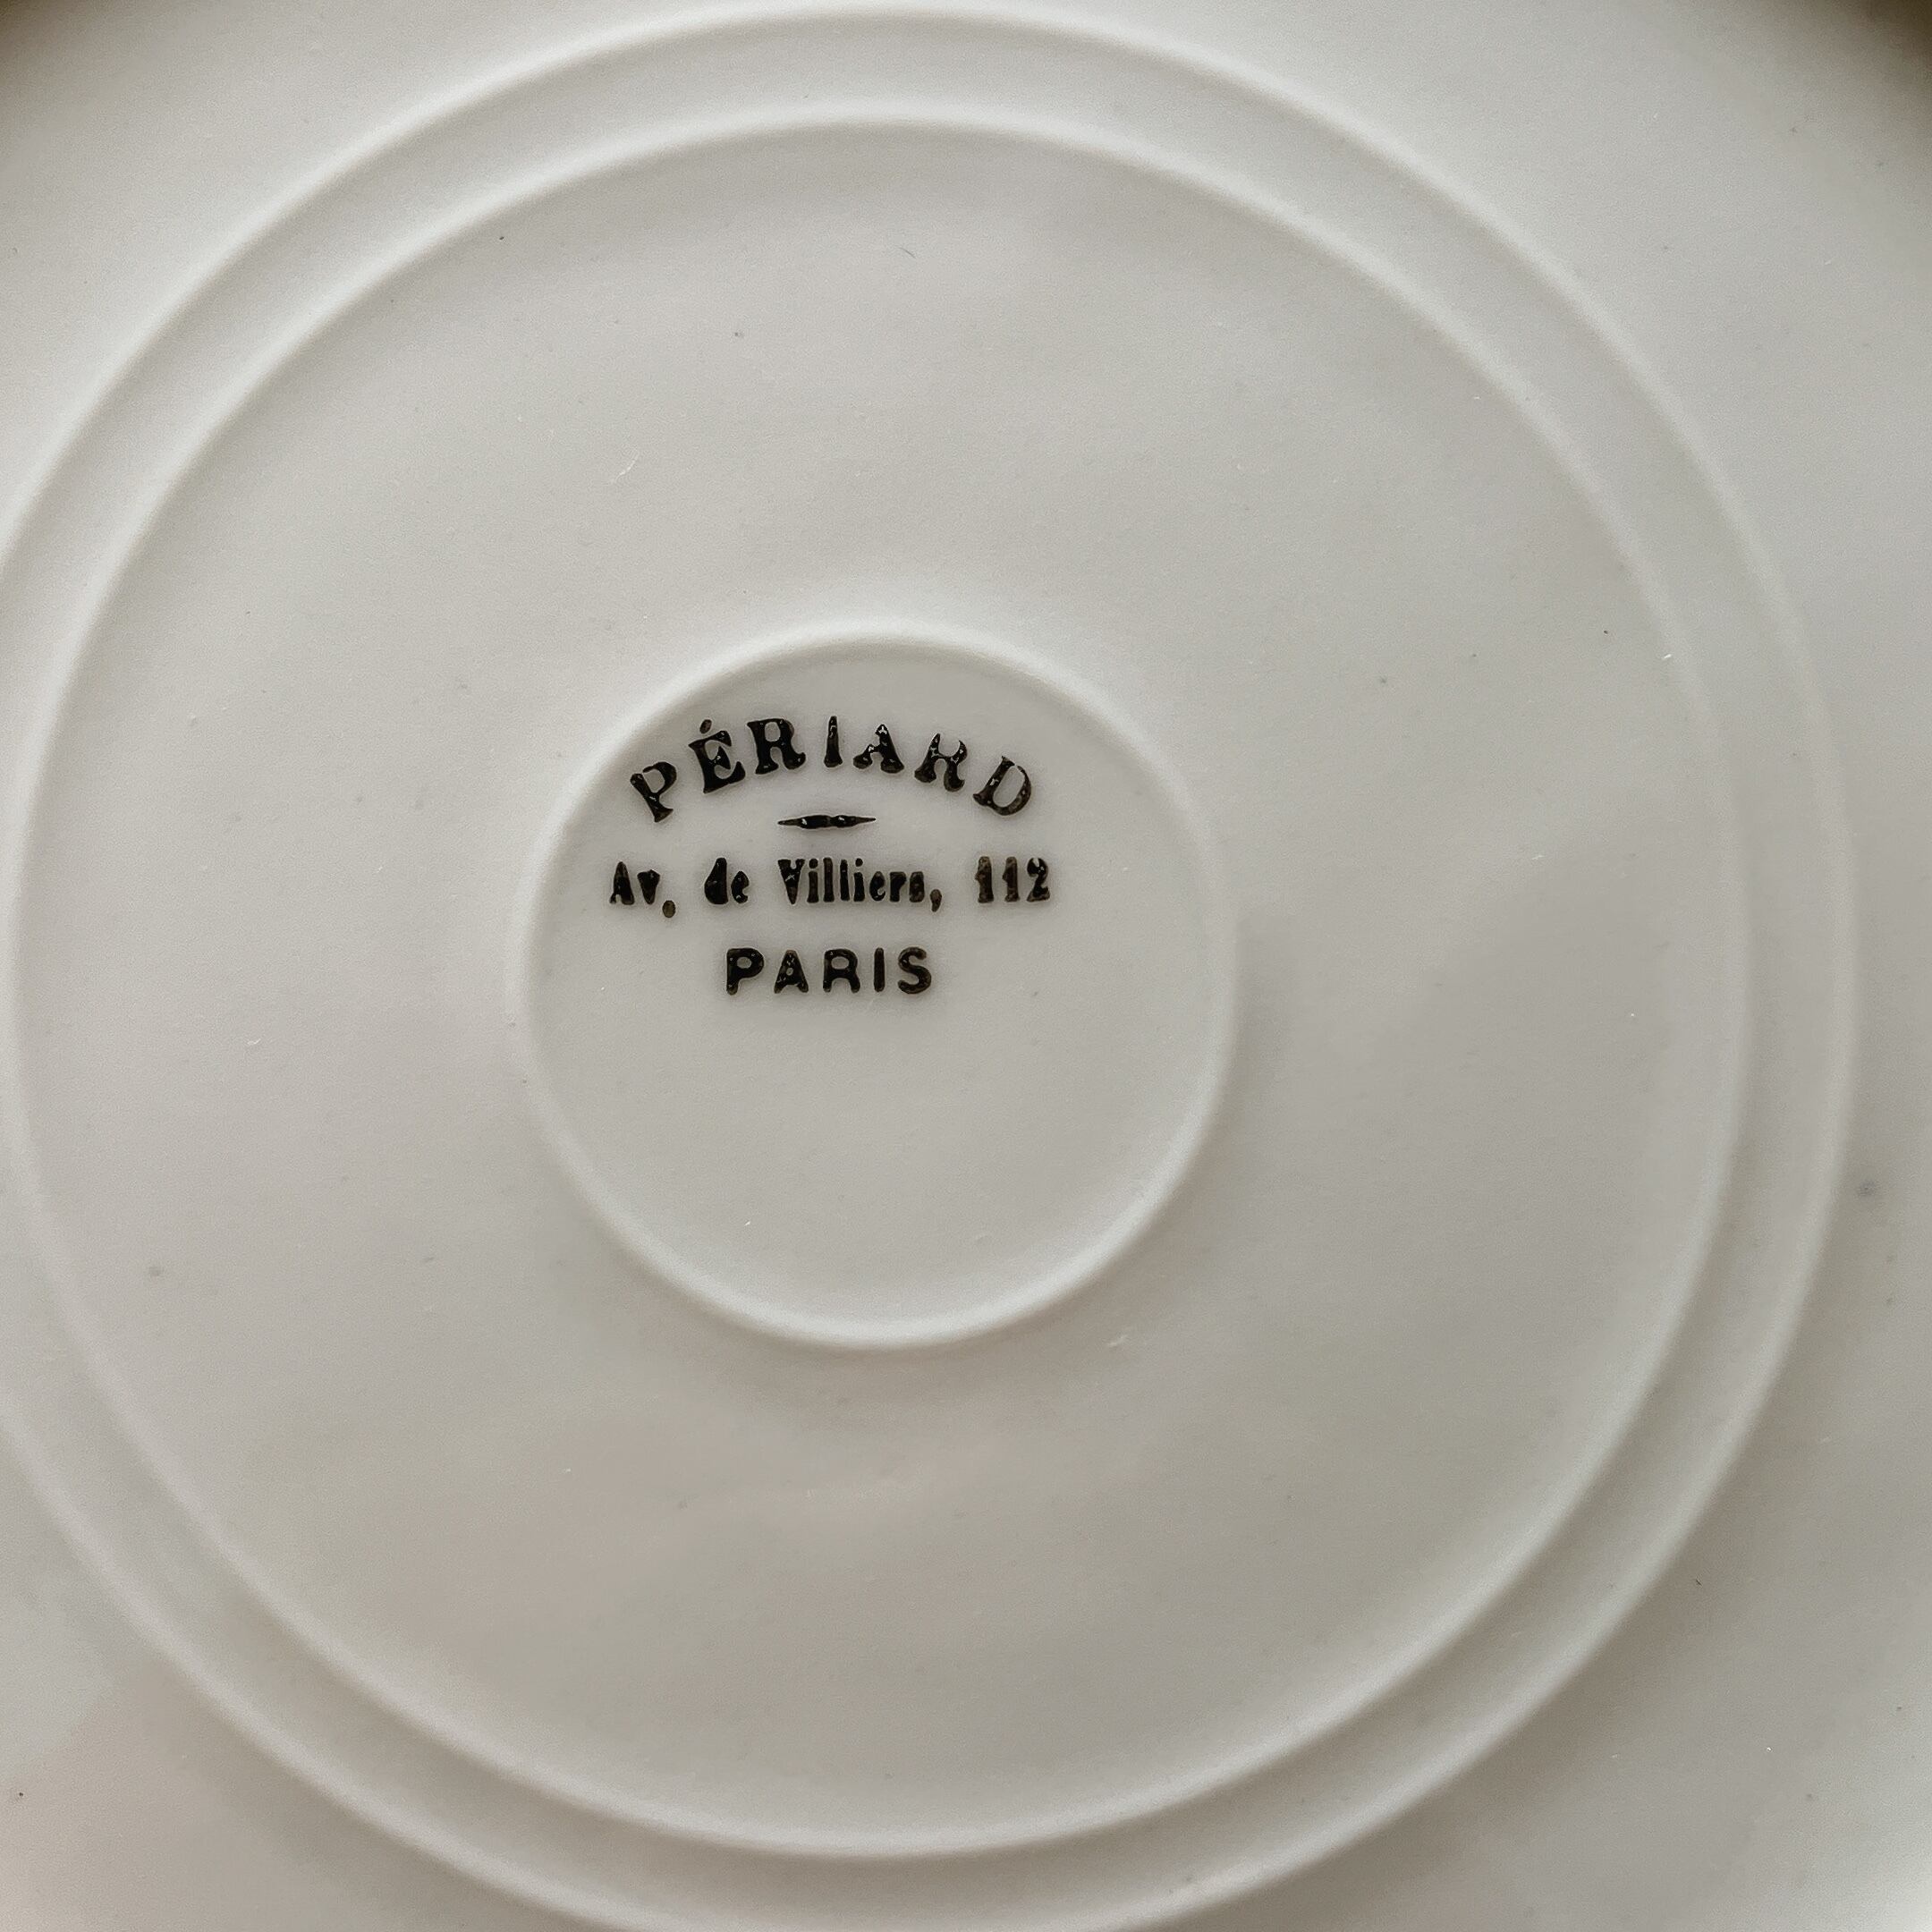 PÉRIARD
Av. de Villiers, 112
PARIS